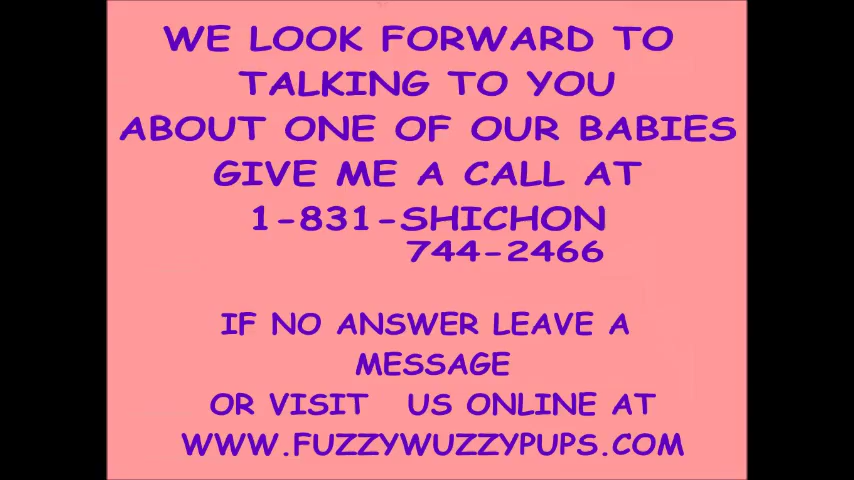 WE LOOK FORWARD TO
TALKING TO YOU
ABOUT ONE OF OUR BABIES
GIVE ME A CALL AT
1-831-SHICHON
744-2466
IF NO ANSWER LEAVE A
MESSAGE
OR VISIT US ONLINE AT
WWW.FUZZYWUZZYPUPS.COM